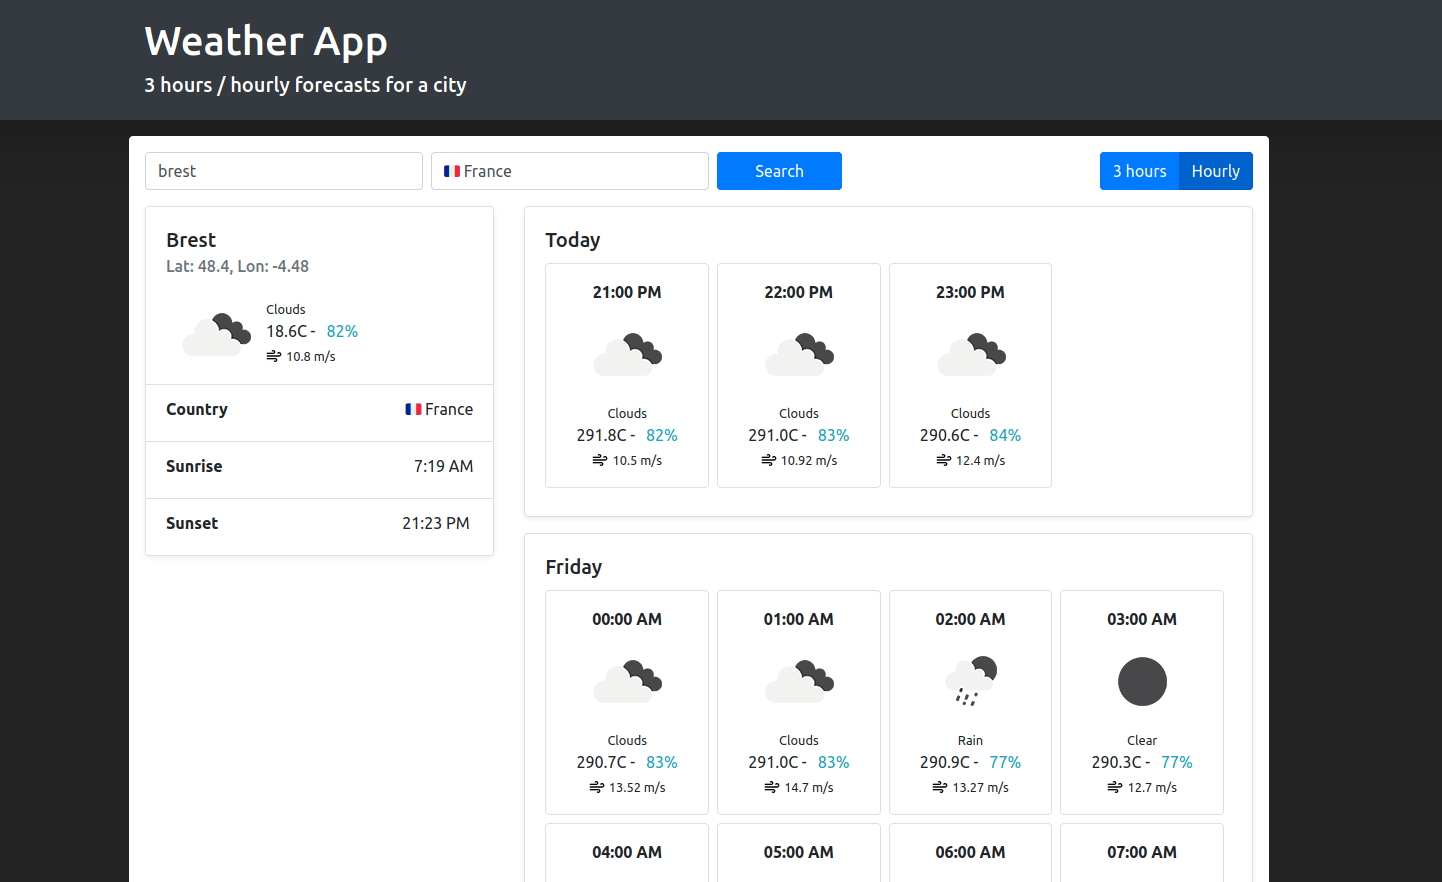 Weather App
3 hours / hourly forecasts for a city
brest
France
Search
3 hours
Hourly
Brest
Lat: 48.4, Lon: -4.48
Clouds
18.6C - 82%
10.8 m/s
Country
France
Sunrise
7:19 AM
Sunset
21:23 PM
Today
21:00 PM
Clouds
291.8C - 82%
10.5 m/s
22:00 PM
Clouds
291.0C - 83%
10.92 m/s
23:00 PM
Clouds
290.6C - 84%
12.4 m/s
Friday
00:00 AM
Clouds
290.7C - 83%
13.52 m/s
01:00 AM
Clouds
291.0C - 83%
14.7 m/s
02:00 AM
Rain
290.9C - 77%
13.27 m/s
03:00 AM
Clear
290.3C - 77%
12.7 m/s
04:00 AM
05:00 AM
06:00 AM
07:00 AM